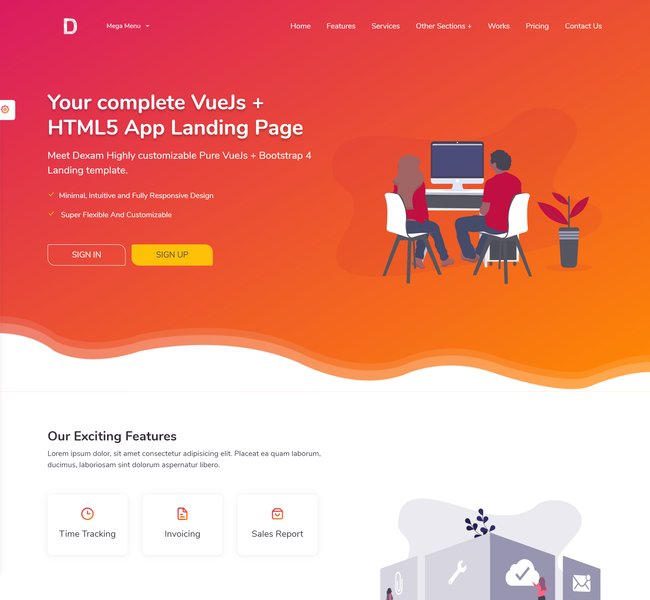 D
Mega Menu
Home
Features
Services
Other Sections +
Works
Pricing
Contact Us
Your complete VueJs +
HTML5 App Landing Page
Meet Dexam Highly customizable Pure VueJs + Bootstrap 4
Landing template.
Minimal, Intuitive and Fully Responsive Design
Super Flexible And Customizable
SIGN IN
SIGN UP
Our Exciting Features
Lorem ipsum dolor, sit amet consectetur adipisicing elit. Placeat ea quam laborum,
ducimus, laboriosam sint dolorum aspernatur libero.
Time Tracking
Invoicing
Sales Report